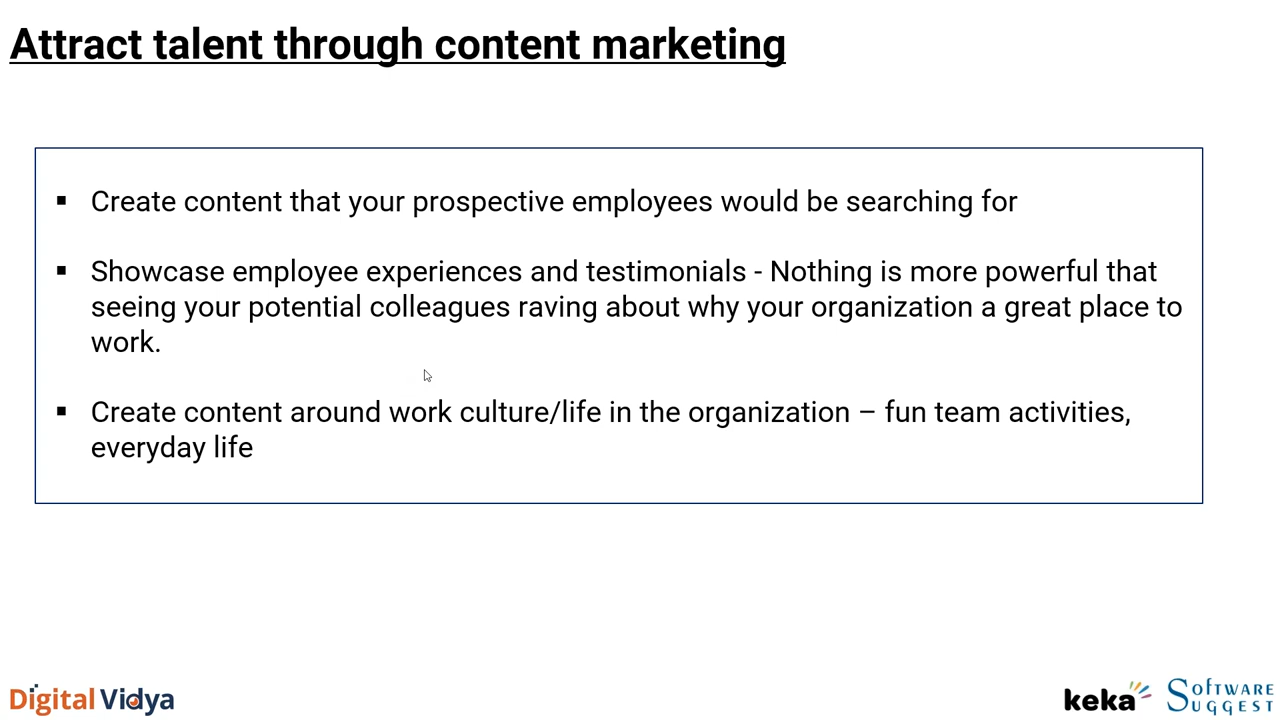 Attract talent through content marketing
▪ Create content that your prospective employees would be searching for
▪ Showcase employee experiences and testimonials - Nothing is more powerful that
seeing your potential colleagues raving about why your organization a great place to
work.
▪ Create content around work culture/life in the organization – fun team activities,
everyday life
Digital Vidya
keka
SOFTWARE
SUGGEST